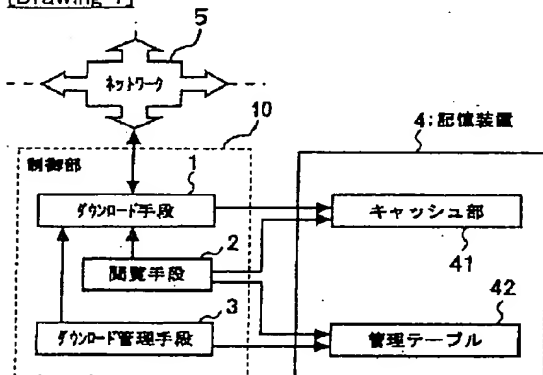 [Drawing 1]
5
ネットワーク
10
4:記憶装置
制御部
1
ダウンロード手段
キャッシュ部
41
2
閲覧手段
42
3
ダウンロード管理手段
管理テーブル